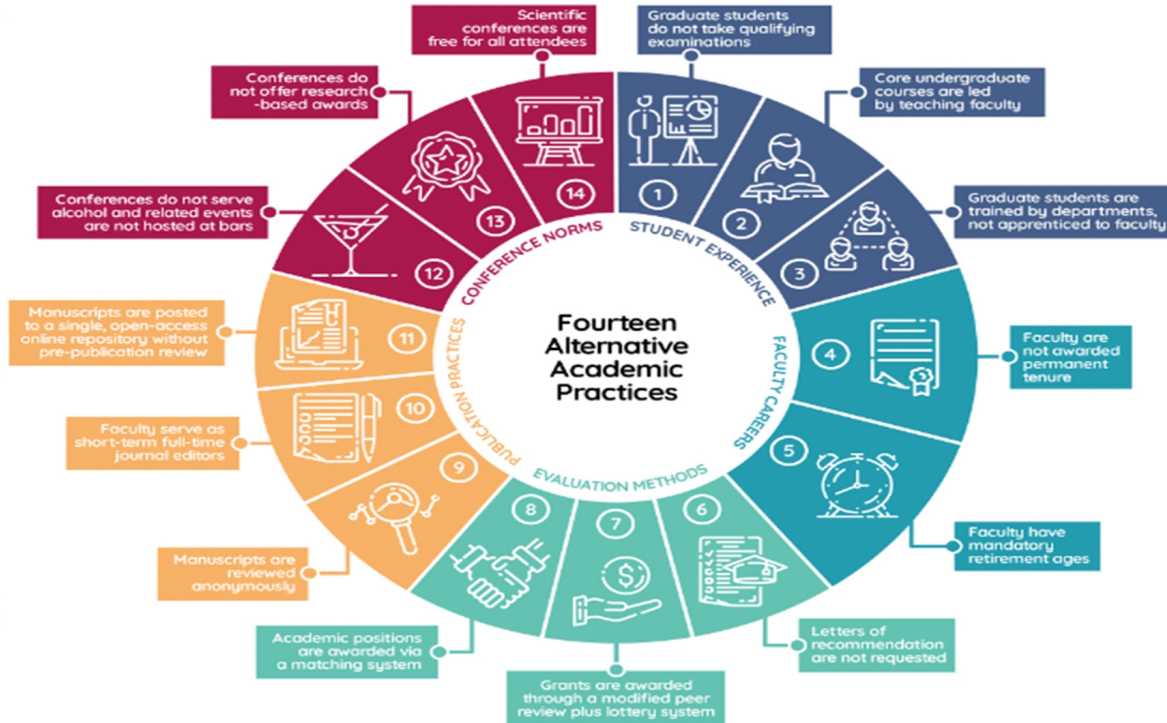 Scientific
conferences are
free for all attendees
Graduate students
do not take qualifying
examinations
Conferences do
not offer research
-based awards
Core undergraduate
courses are led
by teaching faculty
Conferences do not serve
alcohol and related events
are not hosted at bars
Graduate students are
trained by departments,
not apprenticed to faculty
Manuscripts are posted
to a single, open-access
online repository without
pre-publication review
Faculty are
not awarded
permanent
tenure
Faculty serve as
short-term full-time
journal editors
Faculty have
mandatory
retirement ages
Manuscripts are
reviewed
anonymously
Letters of
recommendation
are not requested
Academic positions
are awarded via
a matching system
Grants are awarded
through a modified peer
review plus lottery system
1
2
3
4
5
6
7
8
9
10
11
12
13
14
STUDENT EXPERIENCE
FACULTY CAREERS
EVALUATION METHODS
PUBLICATION PRACTICES
CONFERENCE NORMS
$
Fourteen
Alternative
Academic
Practices